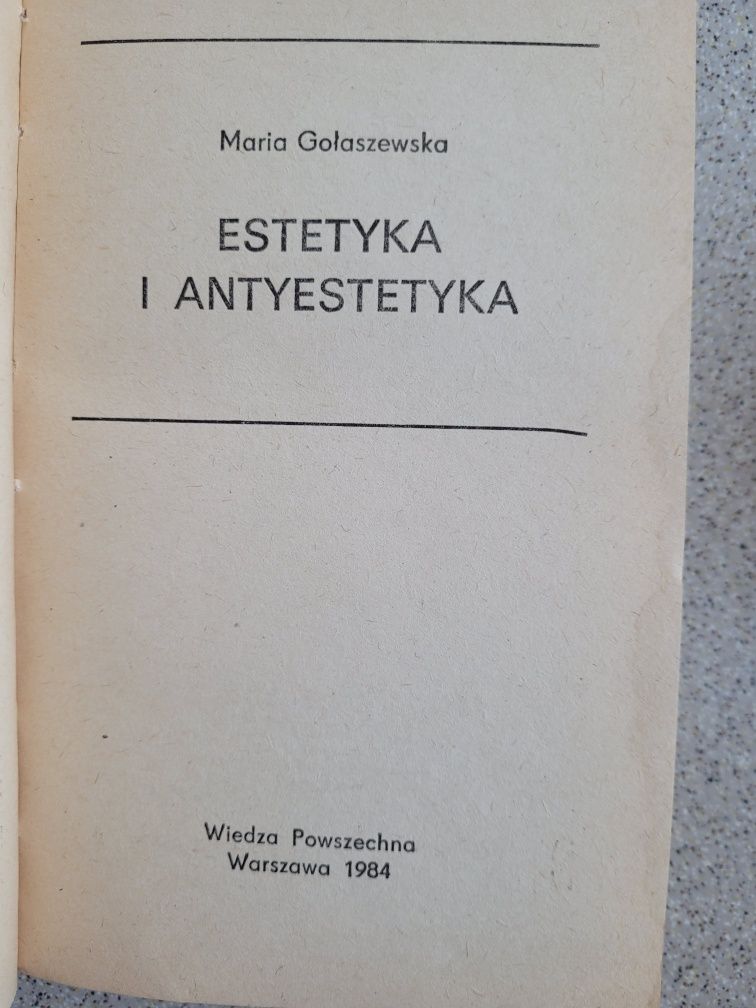 Maria Gołaszewska
ESTETYKA
I ANTYESTETYKA
Wiedza Powszechna
Warszawa 1984